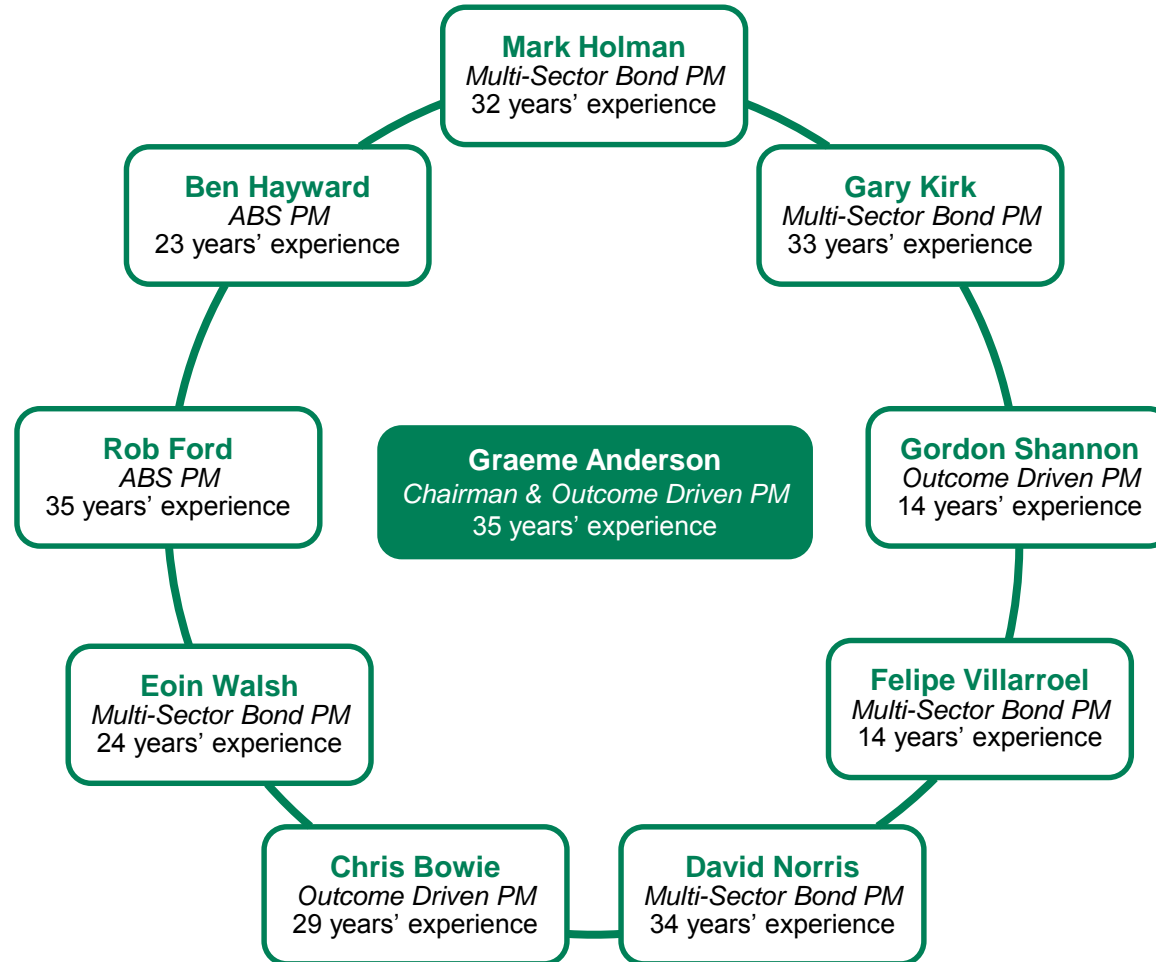 Mark Holman
Multi-Sector Bond PM
32 years’ experience
Ben Hayward
ABS PM
23 years’ experience
Gary Kirk
Multi-Sector Bond PM
33 years’ experience
Rob Ford
ABS PM
35 years’ experience
Graeme Anderson
Chairman & Outcome Driven PM
35 years’ experience
Gordon Shannon
Outcome Driven PM
14 years’ experience
Eoin Walsh
Multi-Sector Bond PM
24 years’ experience
Felipe Villarroel
Multi-Sector Bond PM
14 years’ experience
Chris Bowie
Outcome Driven PM
29 years’ experience
David Norris
Multi-Sector Bond PM
34 years’ experience